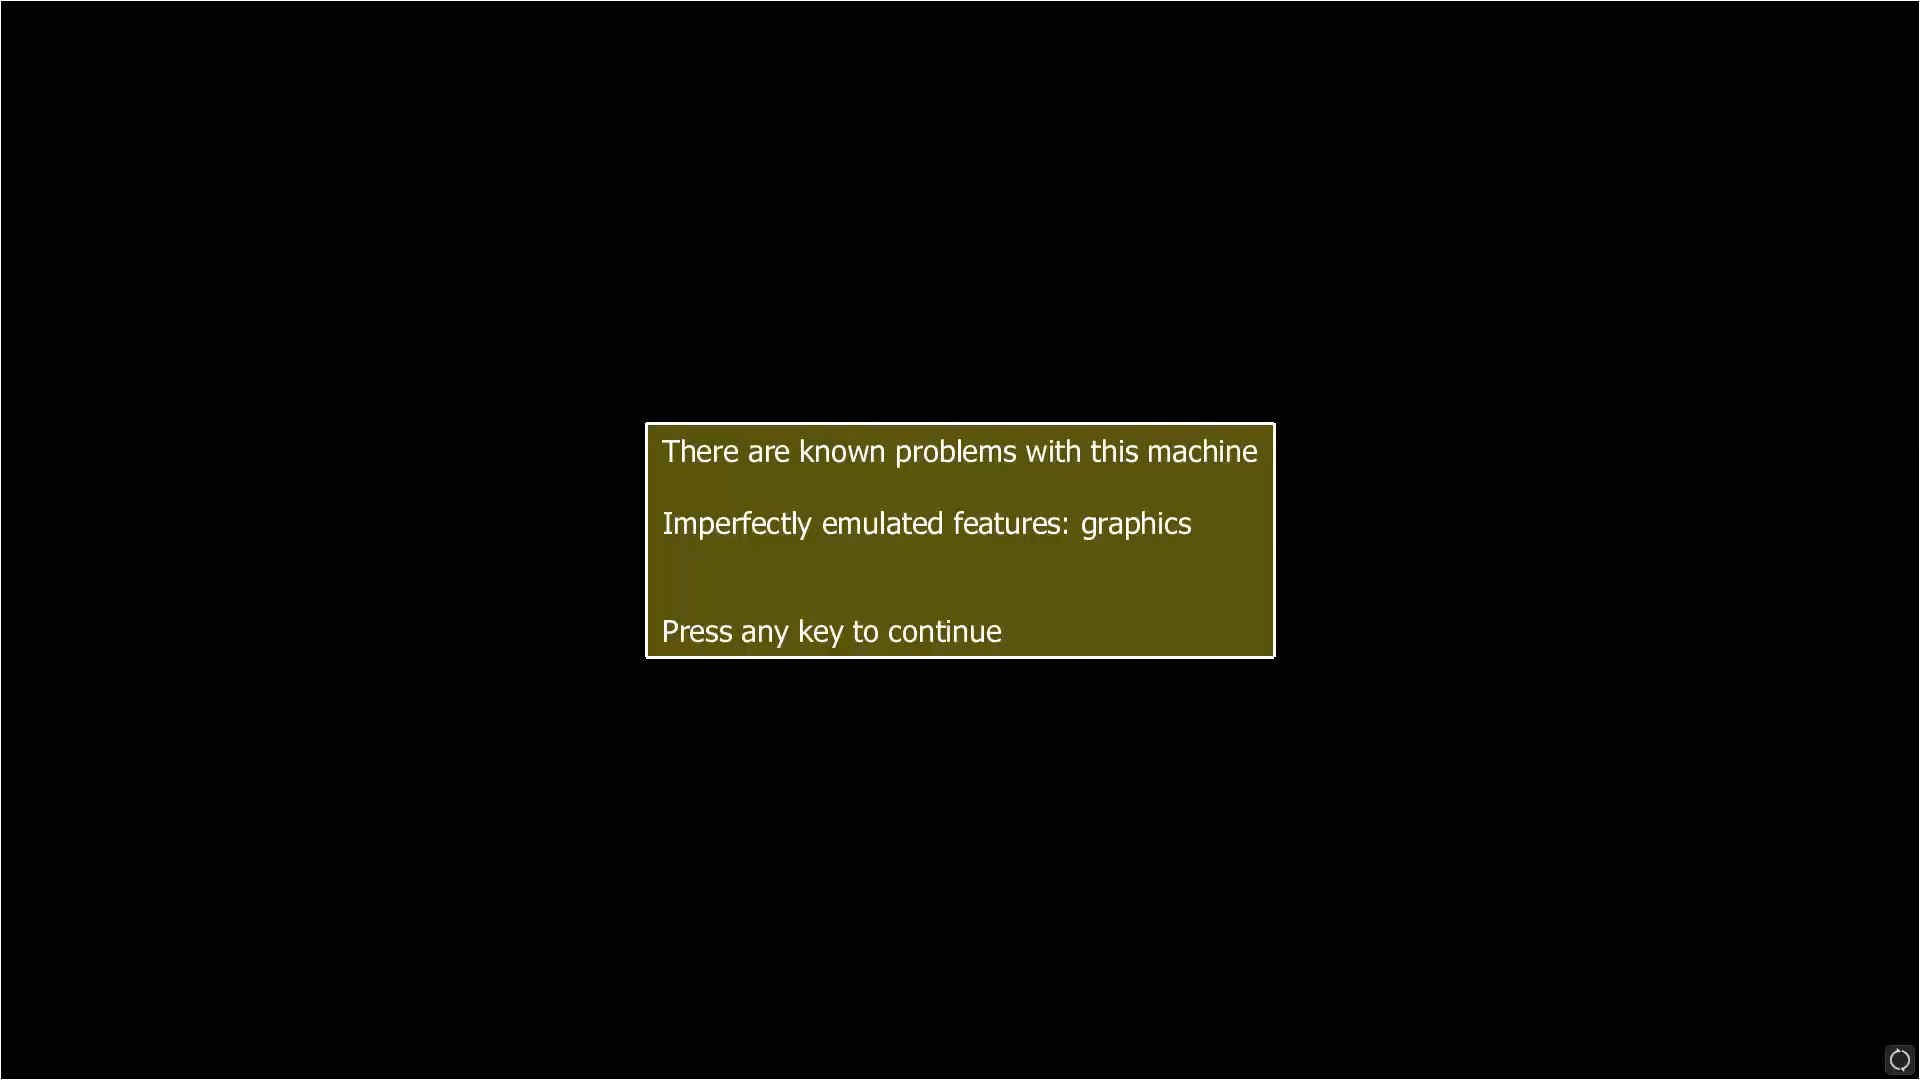 There are known problems with this machine
Imperfectly emulated features: graphics
Press any key to continue